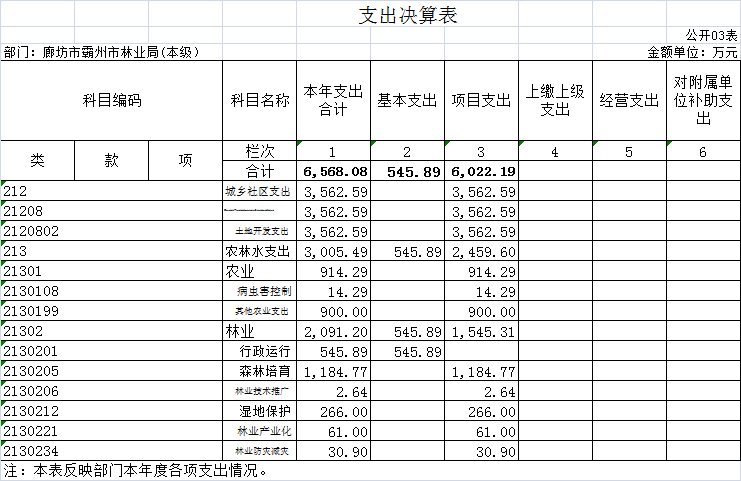 支出决算表
公开03表
部门：廊坊市霸州市林业局(本级) 金额单位：万元
科目编码 科目名称 本年支出合计 基本支出 项目支出 上缴上级支出 经营支出 对附属单位补助支出
类 款 项 栏次 1 2 3 4 5 6
合计 6,568.08 545.89 6,022.19
212 城乡社区支出 3,562.59 3,562.59
21208 3,562.59 3,562.59
2120802 土地开发支出 3,562.59 3,562.59
213 农林水支出 3,005.49 545.89 2,459.60
21301 农业 914.29 914.29
2130108 病虫害控制 14.29 14.29
2130199 其他农业支出 900.00 900.00
21302 林业 2,091.20 545.89 1,545.31
2130201 行政运行 545.89 545.89
2130205 森林培育 1,184.77 1,184.77
2130206 林业技术推广 2.64 2.64
2130212 湿地保护 266.00 266.00
2130221 林业产业化 61.00 61.00
2130234 林业防灾减灾 30.90 30.90
注：本表反映部门本年度各项支出情况。